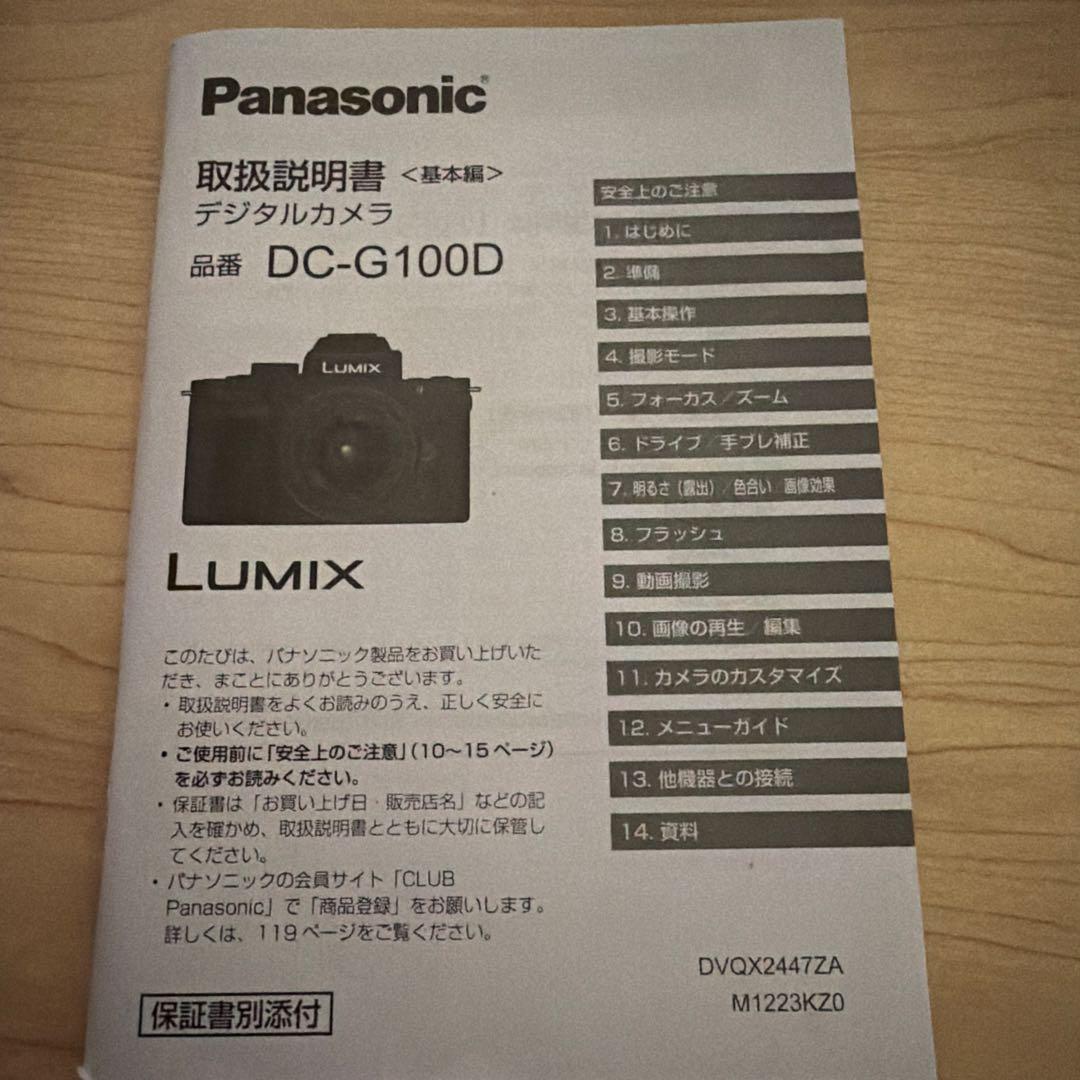 Panasonic®
取扱説明書 <基本編>
デジタルカメラ
品番 DC-G100D
LUMIX
LUMIX
このたびは、パナソニック製品をお買い上げいた
だき、まことにありがとうございます。
・取扱説明書をよくお読みのうえ、正しく安全に
お使いください。
・ご使用前に「安全上のご注意」(10～15ページ)
を必ずお読みください。
・保証書は「お買い上げ日・販売店名」などの記
入を確かめ、取扱説明書とともに大切に保管し
てください。
・パナソニックの会員サイト「CLUB
Panasonic」で「商品登録」をお願いします。
詳しくは、119ページをご覧ください。
保証書別添付
安全上のご注意
1. はじめに
2. 準備
3. 基本操作
4. 撮影モード
5. フォーカス／ズーム
6. ドライブ／手ブレ補正
7. 明るさ（露出）／色合い／画像効果
8. フラッシュ
9. 動画撮影
10. 画像の再生／編集
11. カメラのカスタマイズ
12. メニューガイド
13. 他機器との接続
14. 資料
DVQX2447ZA
M1223KZ0